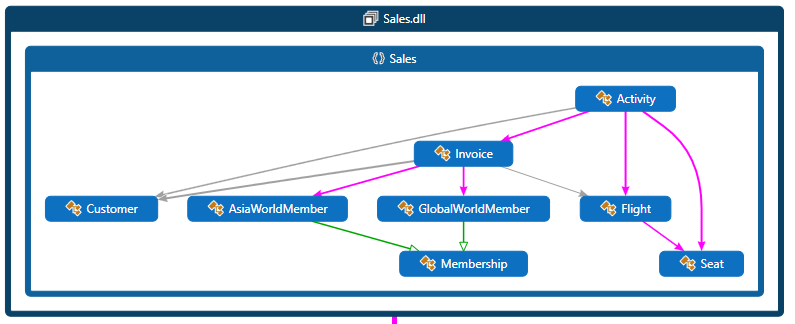 Sales.dll
Sales
Activity
Invoice
Customer
AsiaWorldMember
GlobalWorldMember
Flight
Membership
Seat